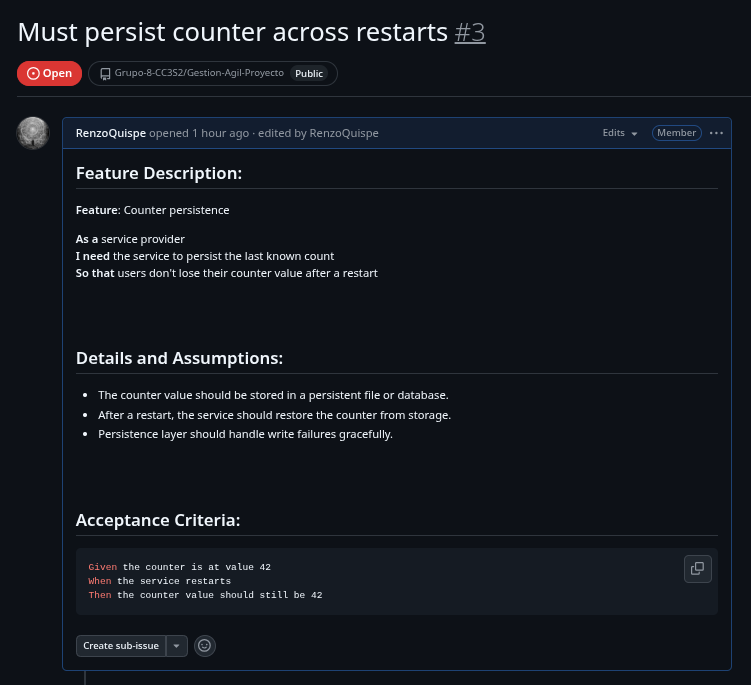 Must persist counter across restarts #3
Open Grupo-8-CC3S2/Gestion-Agil-Proyecto Public
RenzoQuispe opened 1 hour ago · edited by RenzoQuispe Edits Member
Feature Description:
Feature: Counter persistence
As a service provider
I need the service to persist the last known count
So that users don't lose their counter value after a restart
Details and Assumptions:
• The counter value should be stored in a persistent file or database.
• After a restart, the service should restore the counter from storage.
• Persistence layer should handle write failures gracefully.
Acceptance Criteria:
Given the counter is at value 42
When the service restarts
Then the counter value should still be 42
Create sub-issue